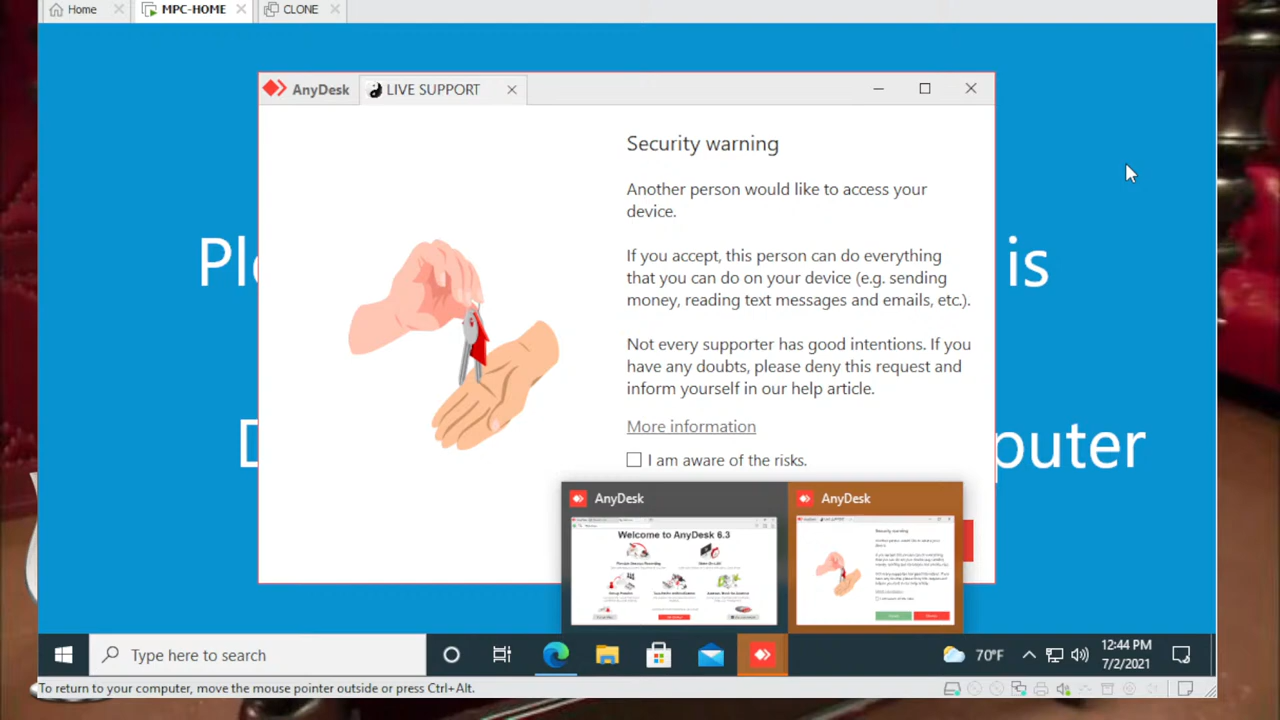 Home
MPC-HOME
CLONE
AnyDesk
LIVE SUPPORT
Security warning
Another person would like to access your
device.
If you accept, this person can do everything
that you can do on your device (e.g. sending
money, reading text messages and emails, etc.).
Not every supporter has good intentions. If you
have any doubts, please deny this request and
inform yourself in our help article.
More information
I am aware of the risks.
is
puter
AnyDesk
AnyDesk
Welcome to AnyDesk 6.3
Security warning
Type here to search
70°F
12:44 PM
7/2/2021
To return to your computer, move the mouse pointer outside or press Ctrl+Alt.